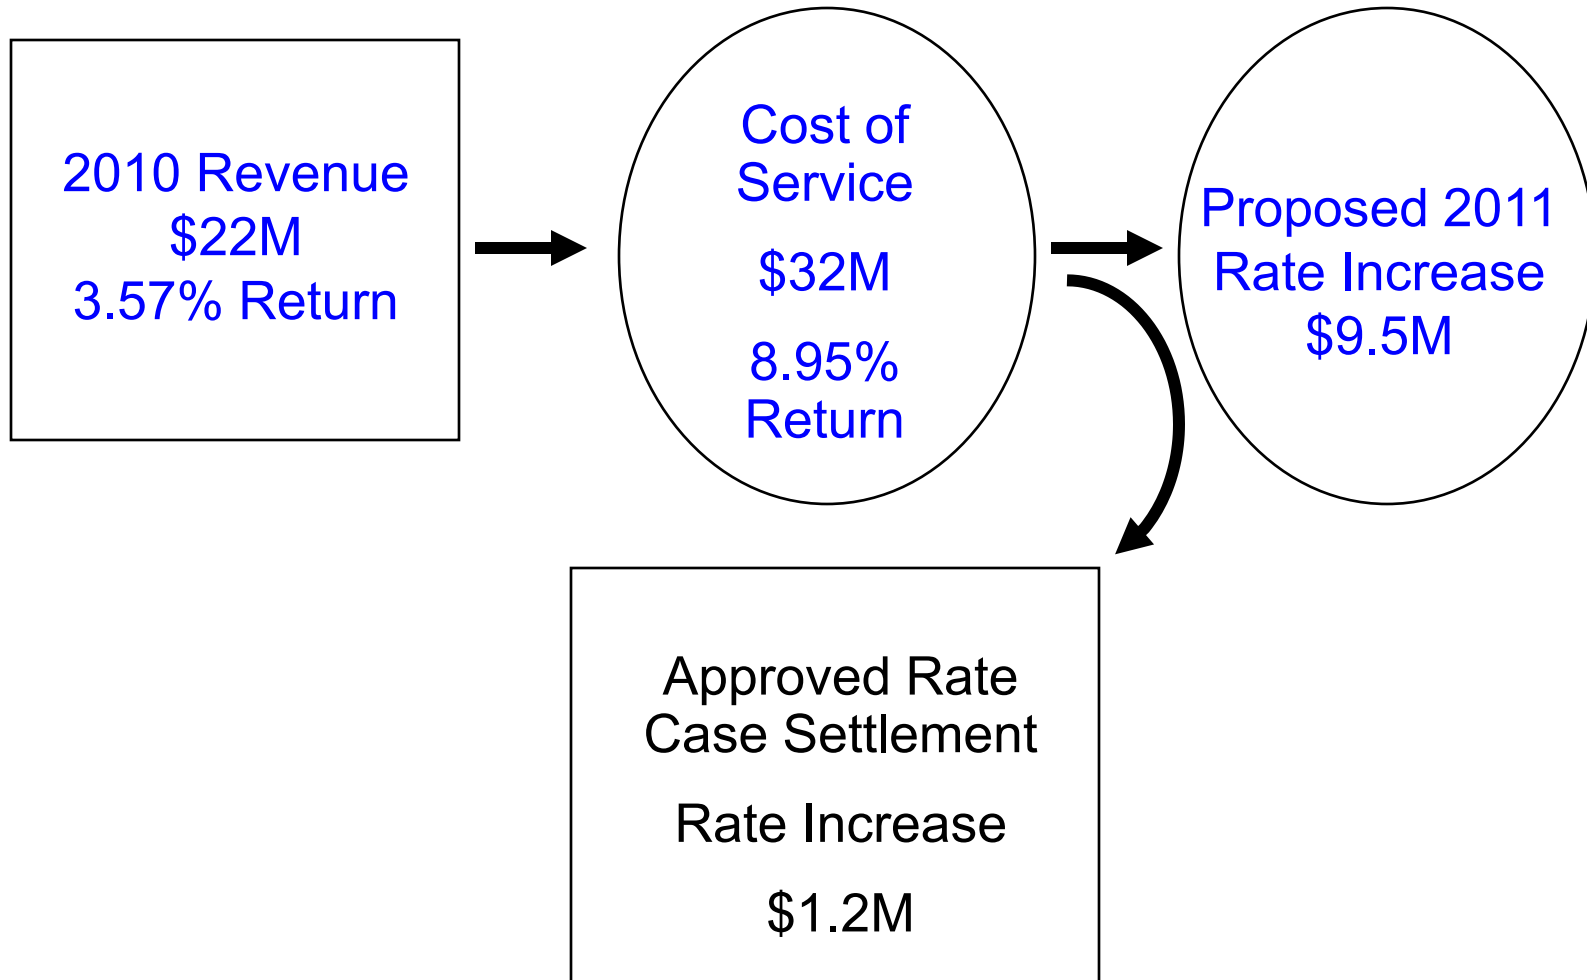 2010 Revenue
$22M
3.57% Return
Cost of
Service
$32M
8.95%
Return
Proposed 2011
Rate Increase
$9.5M
Approved Rate
Case Settlement
Rate Increase
$1.2M